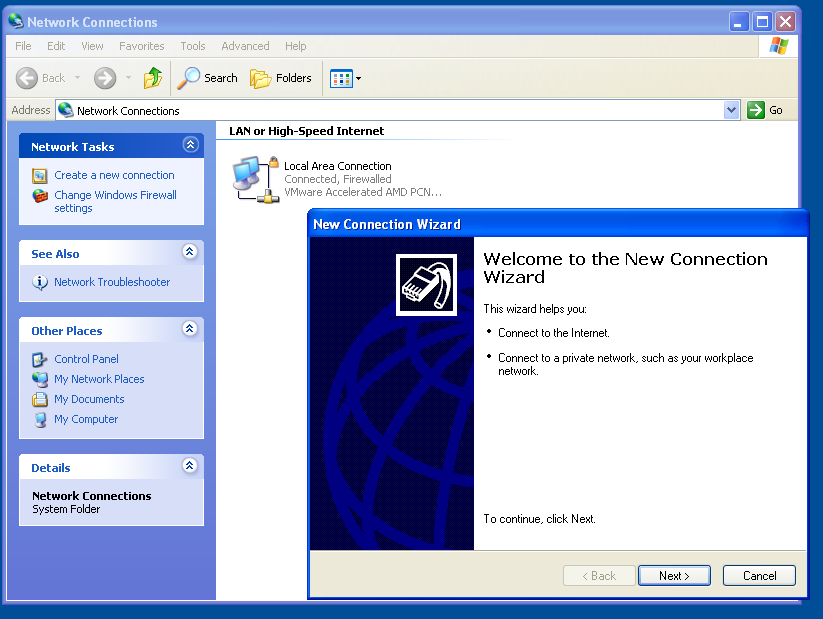 Network Connections
File Edit View Favorites Tools Advanced Help
Back Search Folders
Address Network Connections Go
Network Tasks
Create a new connection
Change Windows Firewall
settings
See Also
Network Troubleshooter
Other Places
Control Panel
My Network Places
My Documents
My Computer
Details
Network Connections
System Folder
LAN or High-Speed Internet
Local Area Connection
Connected, Firewalled
VMware Accelerated AMD PCN...
New Connection Wizard
Welcome to the New Connection
Wizard
This wizard helps you:
• Connect to the Internet.
• Connect to a private network, such as your workplace
network.
To continue, click Next.
< Back Next > Cancel